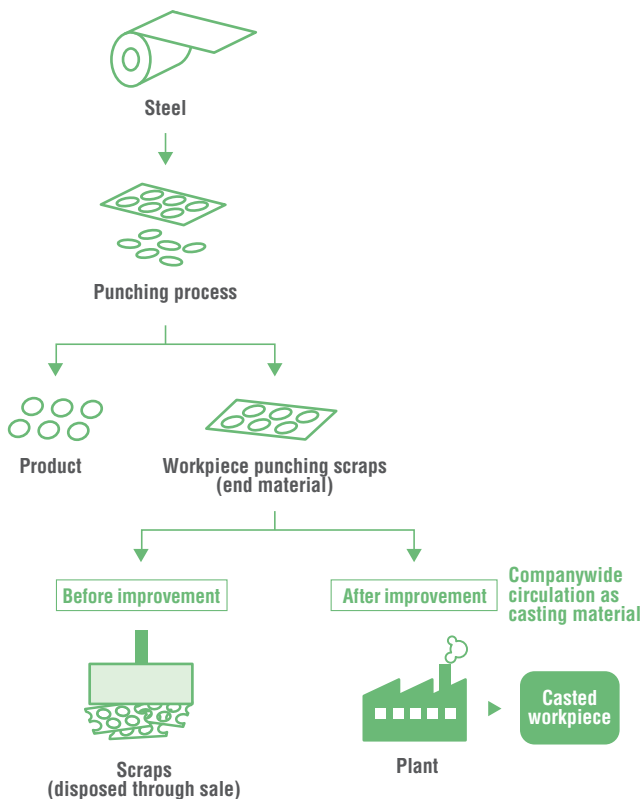 Steel
Punching process
Product
Workpiece punching scraps
(end material)
Before improvement
After improvement
Companywide
circulation as
casting material
Scraps
(disposed through sale)
Plant
Casted
workpiece